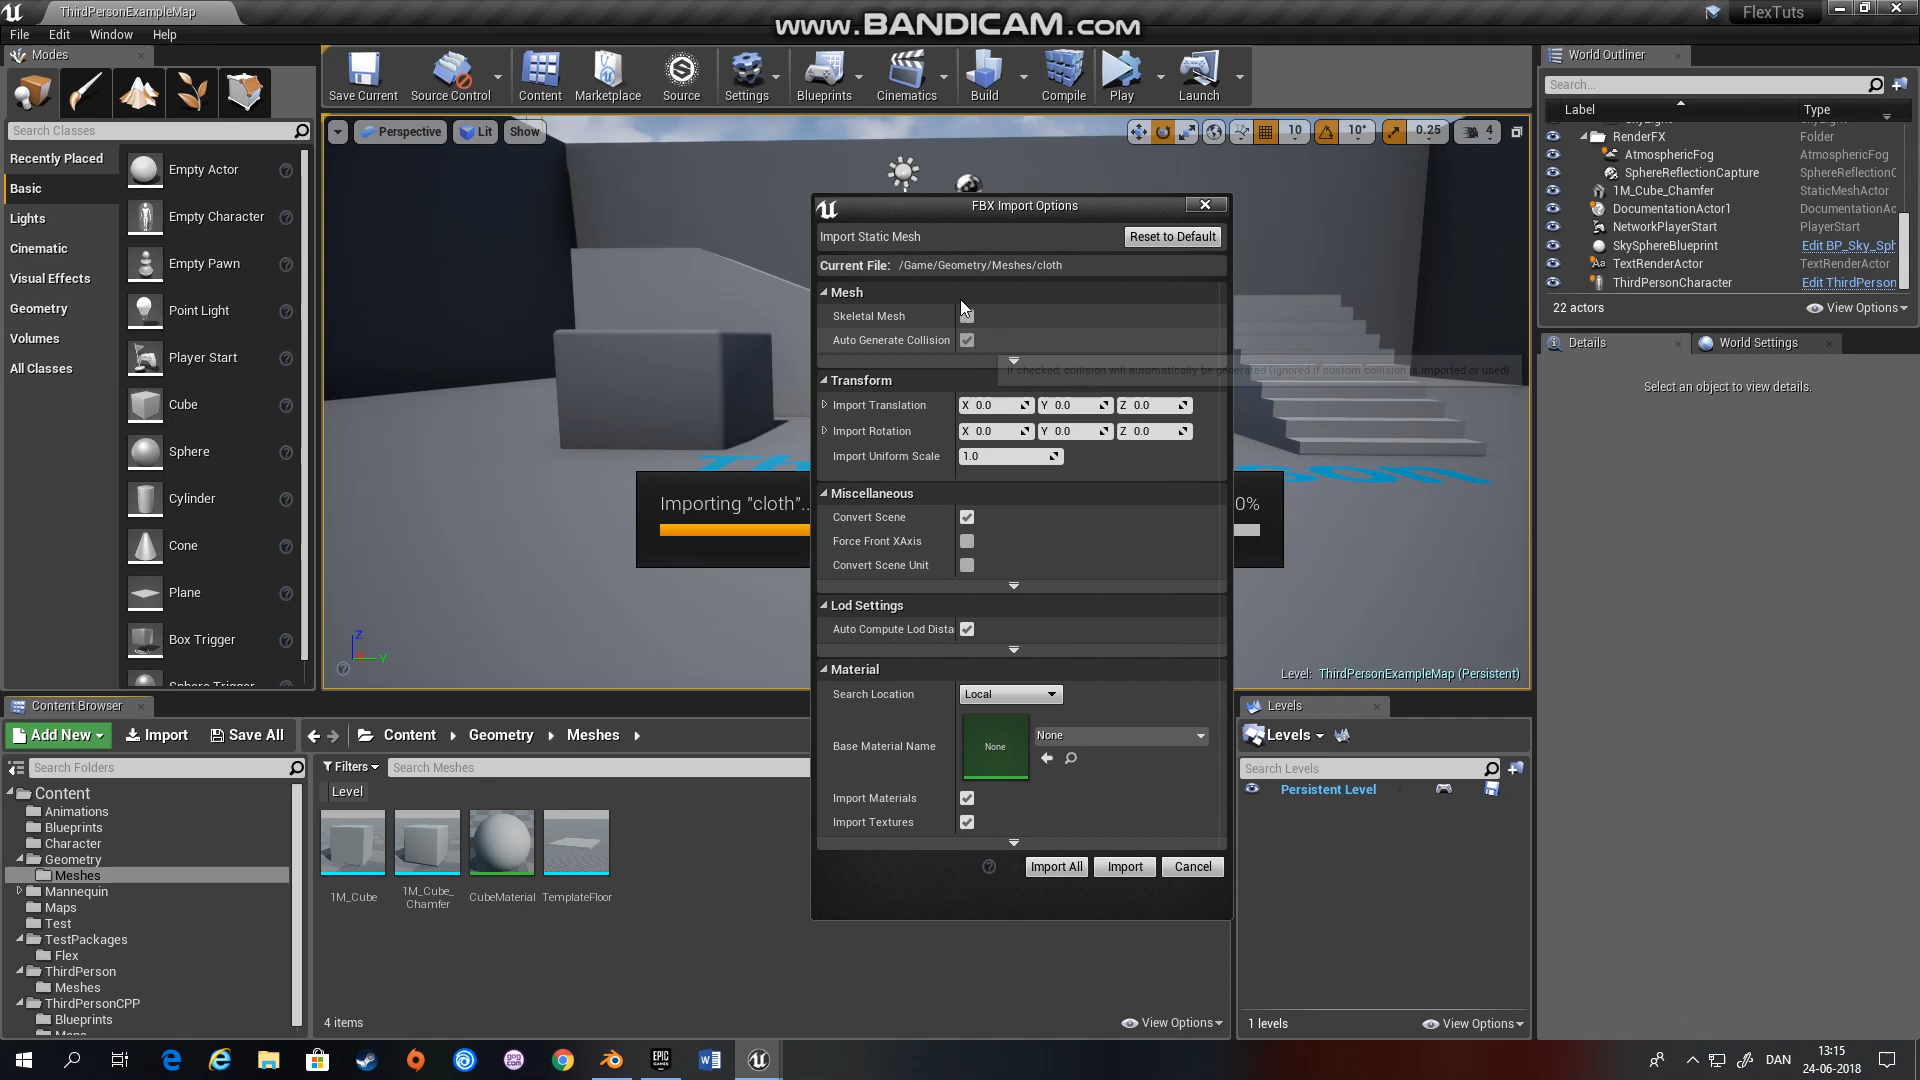 ThirdPersonExampleMap
www.BANDICAM.com
FlexTuts
File Edit Window Help
Modes
Search Classes
Recently Placed
Basic
Lights
Cinematic
Visual Effects
Geometry
Volumes
All Classes
Empty Actor
Empty Character
Empty Pawn
Point Light
Player Start
Cube
Sphere
Cylinder
Cone
Plane
Box Trigger
Sphere Trigger
Save Current
Source Control
Content
Marketplace
Source
Settings
Blueprints
Cinematics
Build
Compile
Play
Launch
Perspective Lit Show
10 10° 0.25 4
FBX Import Options
Import Static Mesh Reset to Default
Current File: /Game/Geometry/Meshes/cloth
Mesh
Skeletal Mesh
Auto Generate Collision
If checked, collision will automatically be generated (ignored if custom collision is imported or used).
Transform
Import Translation X 0.0 Y 0.0 Z 0.0
Import Rotation X 0.0 Y 0.0 Z 0.0
Import Uniform Scale 1.0
Miscellaneous
Convert Scene
Force Front XAxis
Convert Scene Unit
Lod Settings
Auto Compute Lod Dista
Material
Search Location Local
Base Material Name None None
Import Materials
Import Textures
Import All Import Cancel
Importing "cloth"..
0%
Z
Y
Level: ThirdPersonExampleMap (Persistent)
World Outliner
Search...
Label Type
RenderFX Folder
AtmosphericFog AtmosphericFog
SphereReflectionCapture SphereReflectionC
1M_Cube_Chamfer StaticMeshActor
DocumentationActor1 DocumentationAc
NetworkPlayerStart PlayerStart
SkySphereBlueprint Edit BP_Sky_Sph
TextRenderActor TextRenderActor
ThirdPersonCharacter Edit ThirdPerson
22 actors View Options
Details World Settings
Select an object to view details.
Content Browser
Add New Import Save All Content Geometry Meshes
Search Folders
Content
Animations
Blueprints
Character
Geometry
Meshes
Mannequin
Maps
Test
TestPackages
Flex
ThirdPerson
Meshes
ThirdPersonCPP
Blueprints
Maps
Filters Search Meshes
Level
1M_Cube
1M_Cube_
Chamfer
CubeMaterial
TemplateFloor
4 items View Options
Levels
Levels
Search Levels
Persistent Level
1 levels View Options
EPIC
GAMES
gog
com
DAN
13:15
24-06-2018